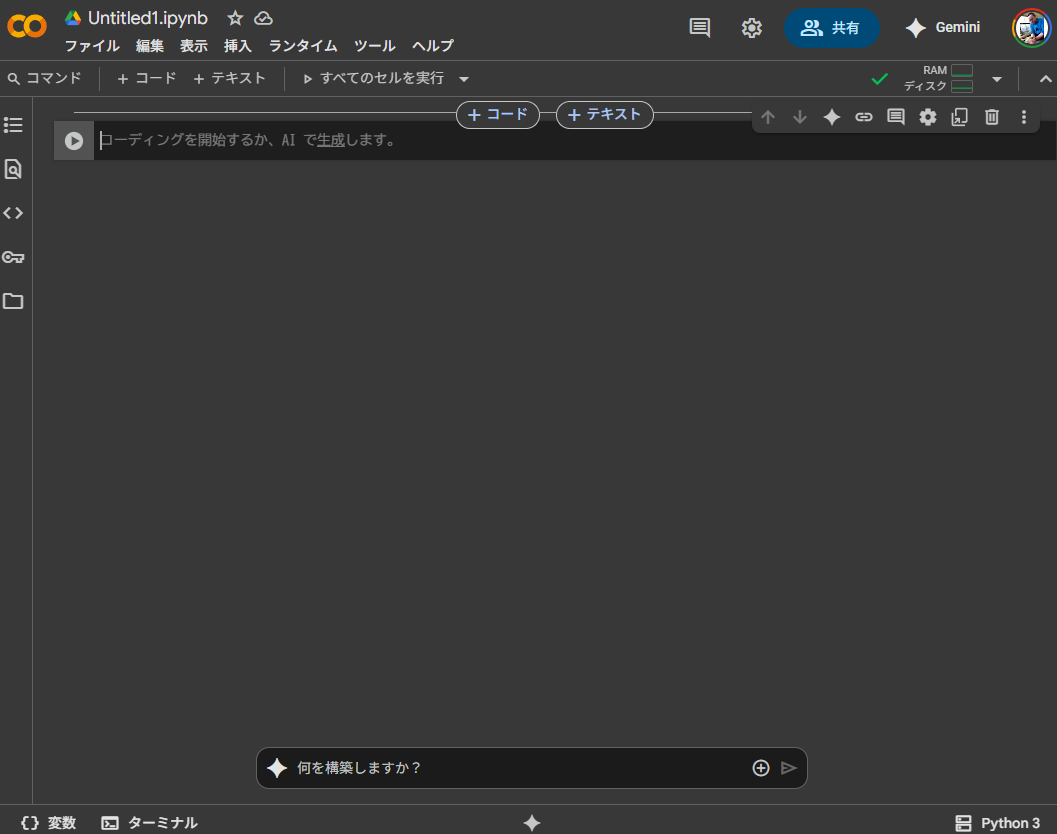 Untitled1.ipynb
ファイル 編集 表示 挿入 ランタイム ツール ヘルプ
共有
Gemini
コマンド + コード + テキスト すべてのセルを実行
RAM
ディスク
+ コード + テキスト
コーディングを開始するか、AI で生成します。
何を構築しますか？
変数 ターミナル Python 3